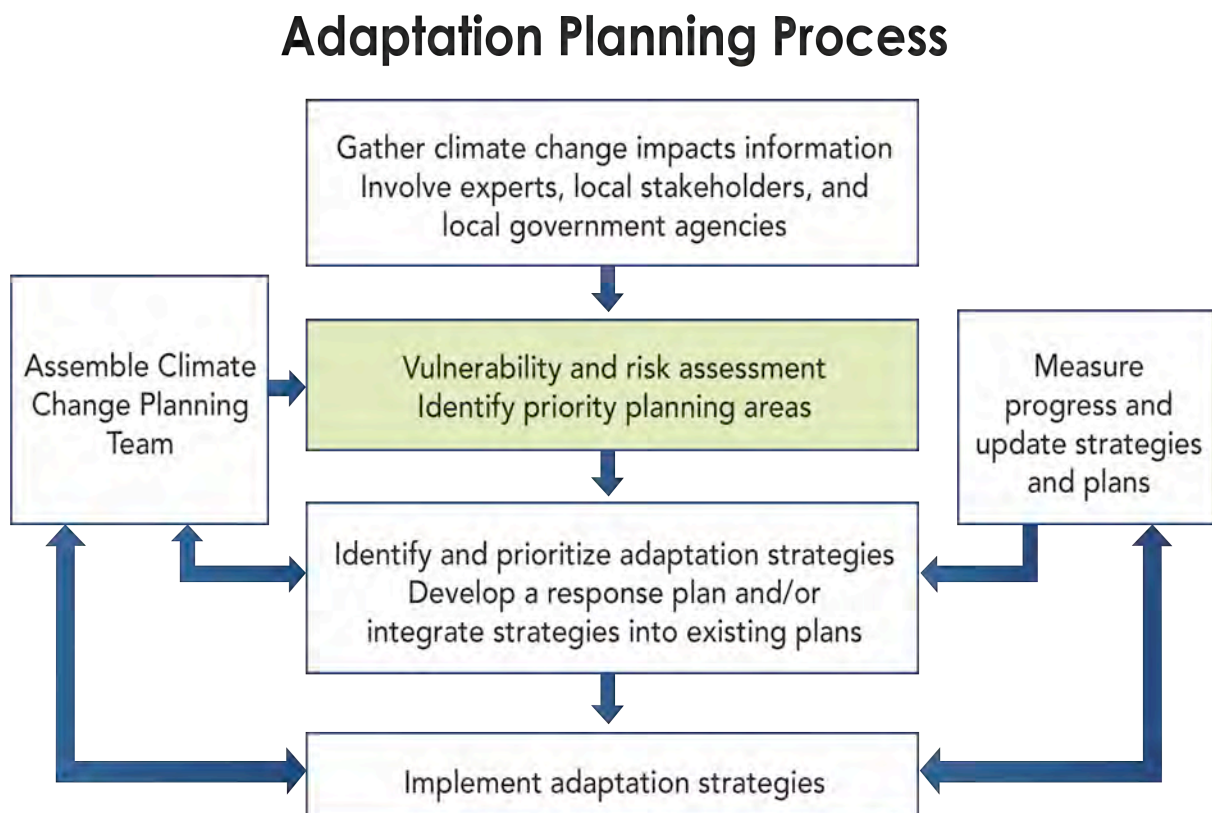 Adaptation Planning Process
Gather climate change impacts information
Involve experts, local stakeholders, and
local government agencies
Assemble Climate
Change Planning
Team
Vulnerability and risk assessment
Identify priority planning areas
Measure
progress and
update strategies
and plans
Identify and prioritize adaptation strategies
Develop a response plan and/or
integrate strategies into existing plans
Implement adaptation strategies